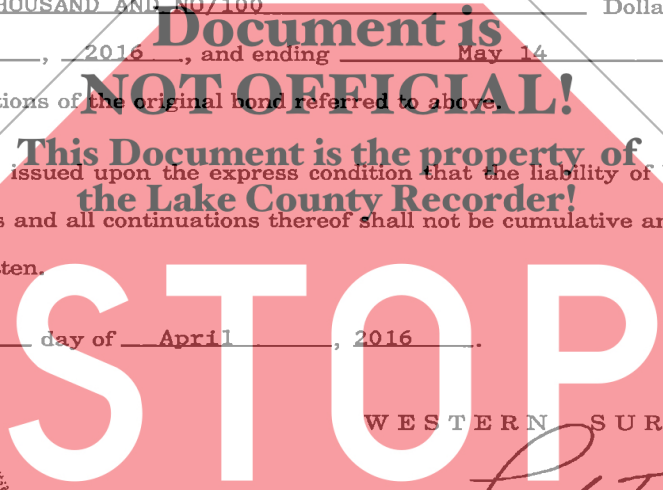 HOUSAND AND NO/100 Dolla
Document is
, 2016 , and ending May 14
NOT OFFICIAL!
tions of the original bond referred to above.
This Document is the property of
issued upon the express condition that the liability of
the Lake County Recorder!
s and all continuations thereof shall not be cumulative an
ten.
STOP
day of April , 2016 .
WESTERN SUR